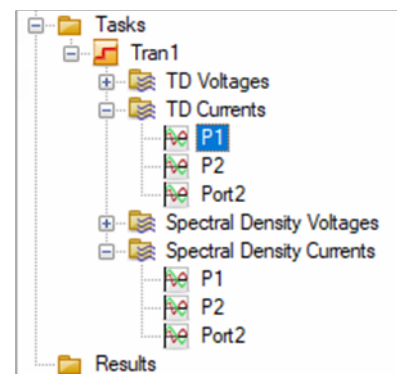 Tasks
Tran1
TD Voltages
TD Currents
P1
P2
Port2
Spectral Density Voltages
Spectral Density Currents
P1
P2
Port2
Results